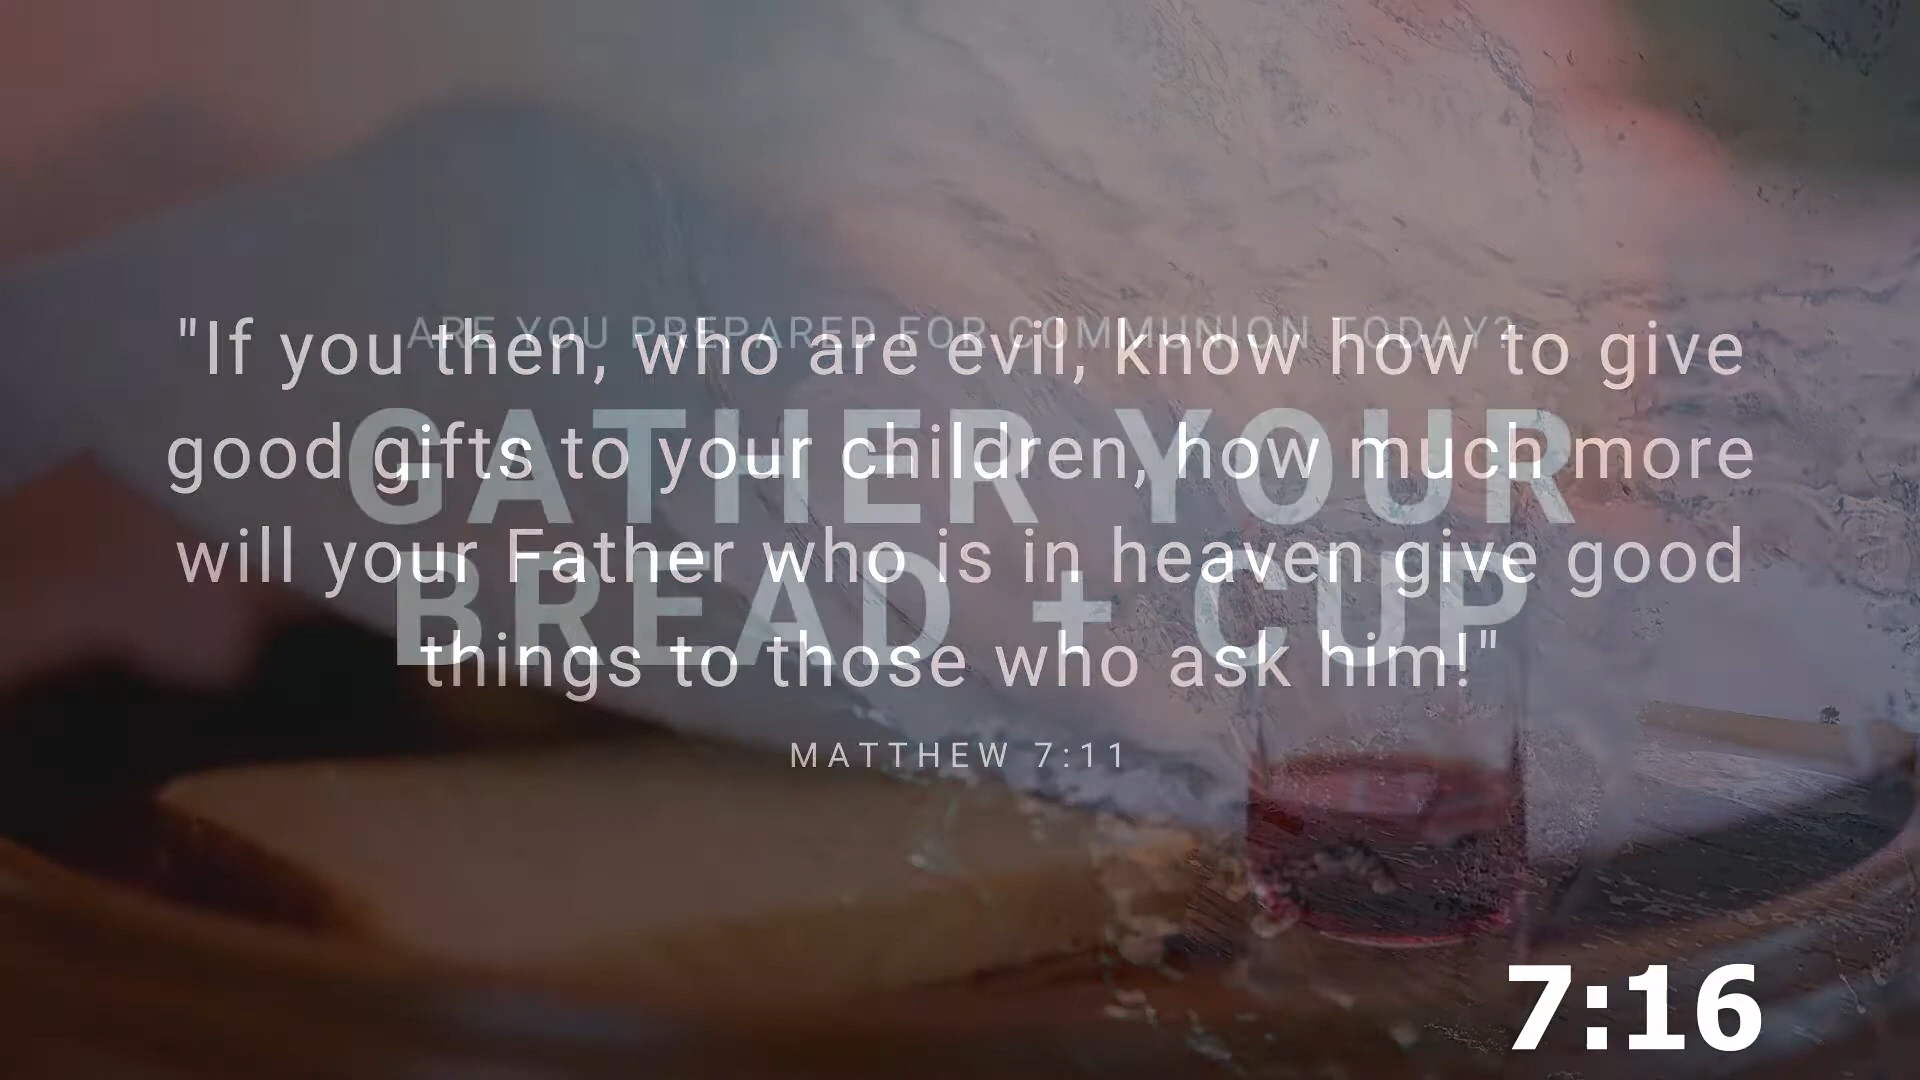 ARE YOU PREPARED FOR COMMUNION TODAY?
"If you then, who are evil, know how to give
GATHER YOUR
good gifts to your children, how much more
will your Father who is in heaven give good
BREAD + CUP
things to those who ask him!"
MATTHEW 7:11
7:16